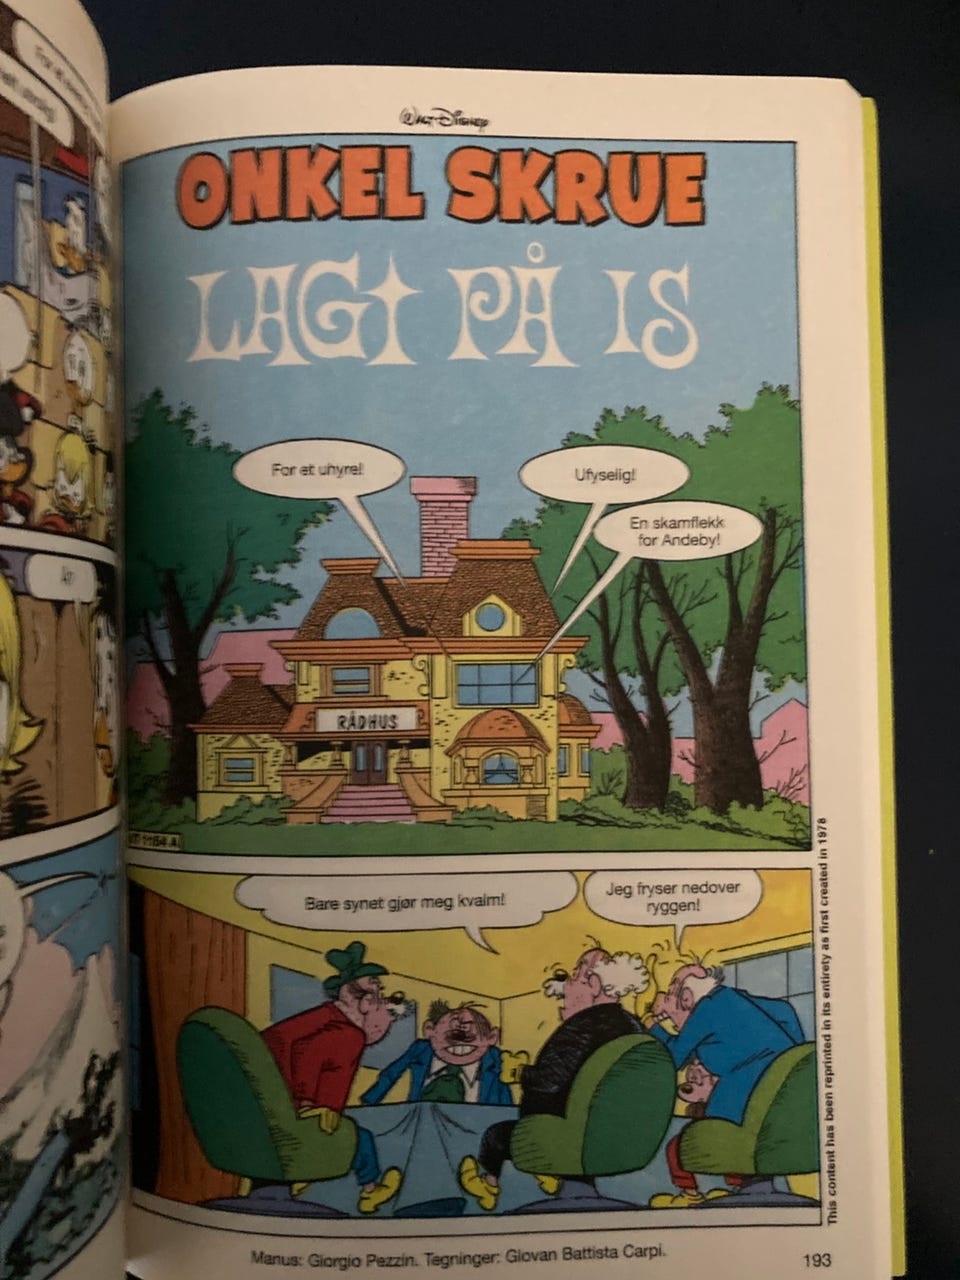 WALT DISNEY
ONKEL SKRUE
LAGT PÅ IS
For et uhyre!
Ufyselig!
En skamflekk
for Andeby!
RÅDHUS
Bare synet gjør meg kvalm!
Jeg fryser nedover
ryggen!
This content has been reprinted in its entirety as first created in 1978
Manus: Giorgio Pezzin. Tegninger: Giovan Battista Carpi.
193